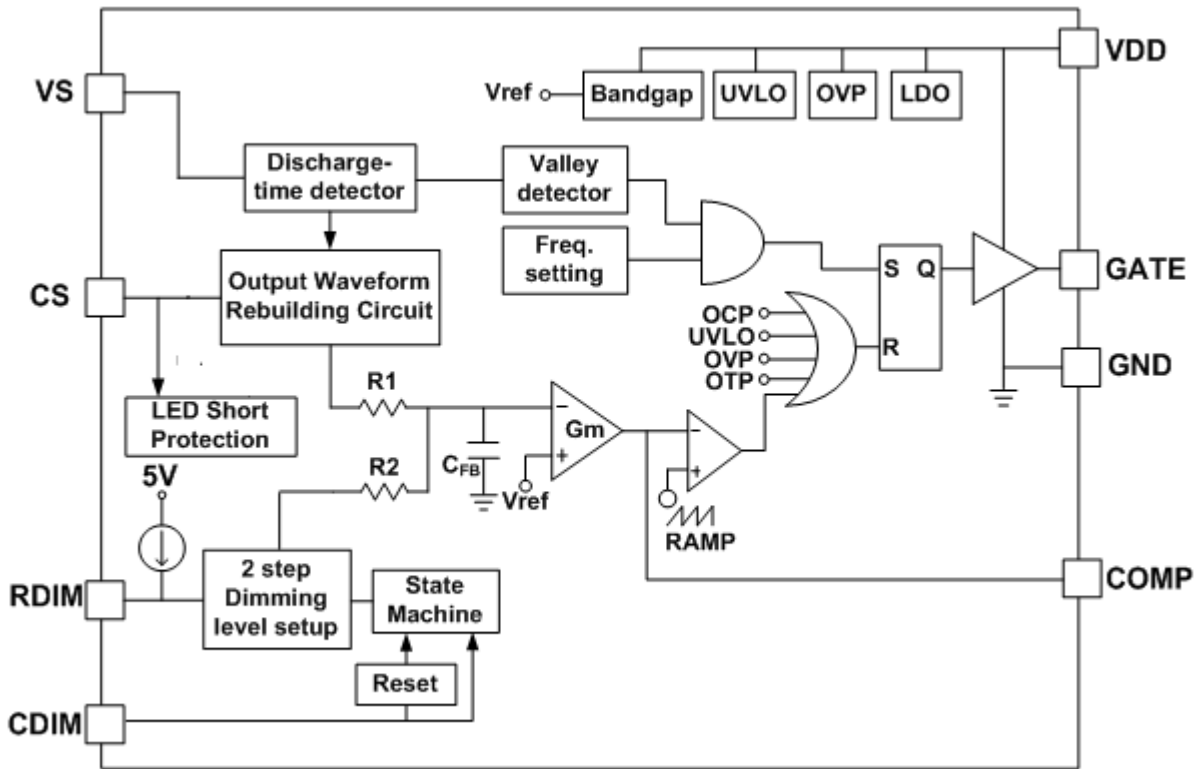 VDD
VS
Vref
Bandgap
UVLO
OVP
LDO
Discharge-
time detector
Valley
detector
Freq.
setting
CS
Output Waveform
Rebuilding Circuit
S
Q
R
GATE
OCP
UVLO
OVP
OTP
GND
LED Short
Protection
R1
R2
CFB
−
Gm
+
Vref
−
+
RAMP
5V
RDIM
2 step
Dimming
level setup
State
Machine
COMP
Reset
CDIM